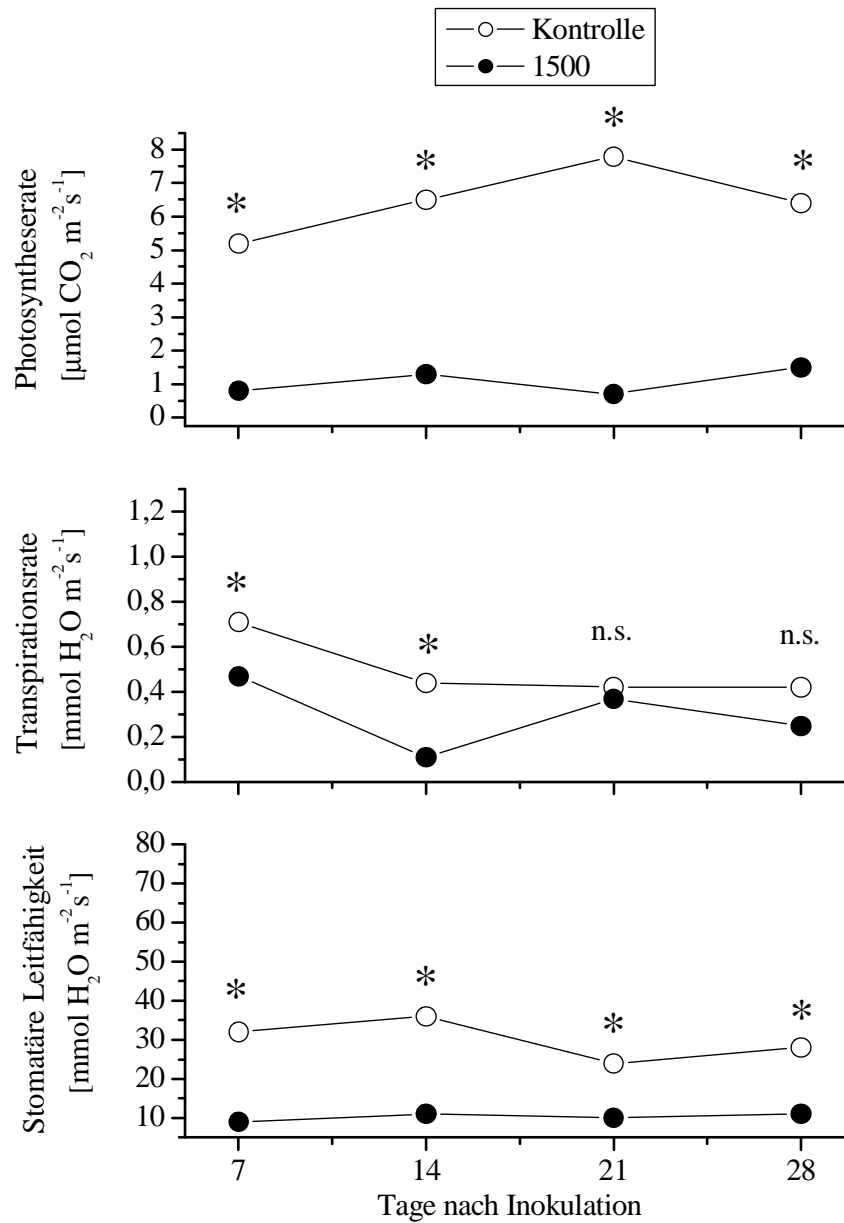 Kontrolle
1500
Photosyntheserate
[µmol CO2 m-2s-1]
8
7
6
5
4
3
2
1
0
* * * *
Transpirationsrate
[mmol H2O m-2s-1]
1,2
1,0
0,8
0,6
0,4
0,2
0,0
* * n.s. n.s.
Stomatäre Leitfähigkeit
[mmol H2O m-2s-1]
80
70
60
50
40
30
20
10
* * * *
7 14 21 28
Tage nach Inokulation